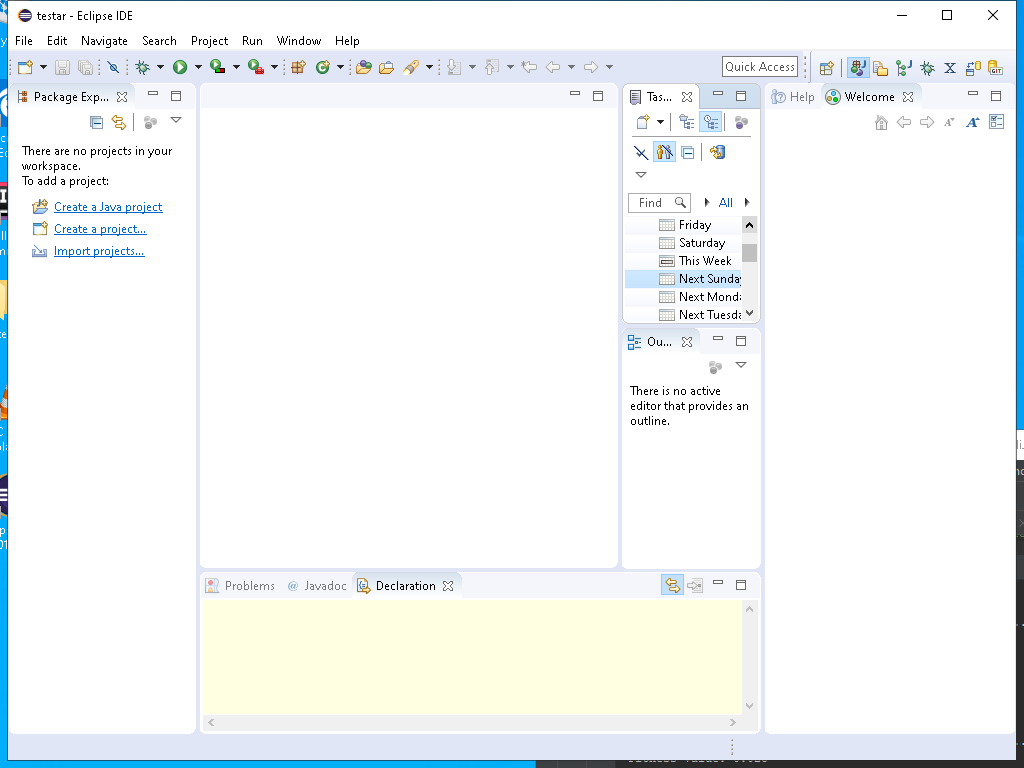 testar - Eclipse IDE
File Edit Navigate Search Project Run Window Help
Quick Access
Package Exp...
There are no projects in your
workspace.
To add a project:
Create a Java project
Create a project...
Import projects...
Tas...
Find
All
Friday
Saturday
This Week
Next Sunday
Next Monda
Next Tuesda
Ou...
There is no active
editor that provides an
outline.
Help
Welcome
Problems
@ Javadoc
Declaration